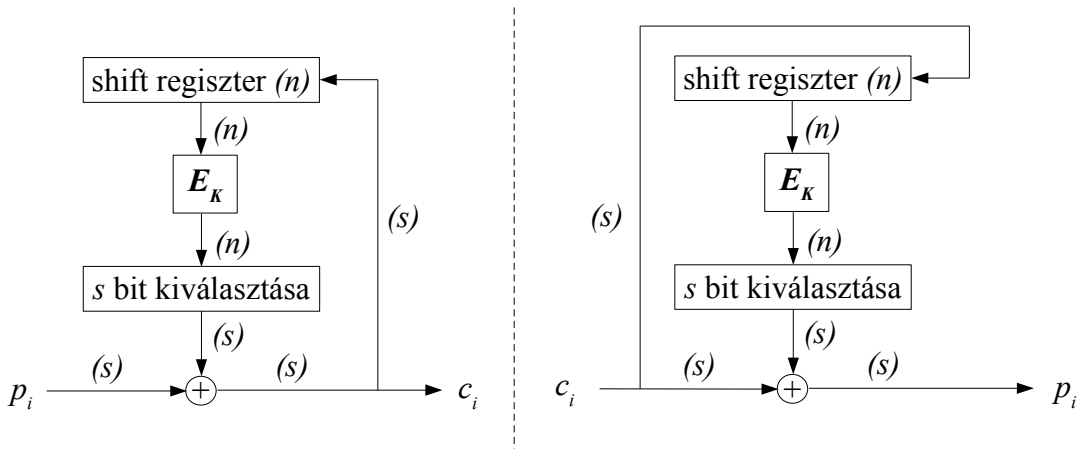 shift regiszter (n)
(n)
E_K
(n)
(s)
s bit kiválasztása
(s)
(s)
(s)
p_i
+
c_i
shift regiszter (n)
(n)
E_K
(s)
(n)
s bit kiválasztása
(s)
(s)
(s)
c_i
+
p_i